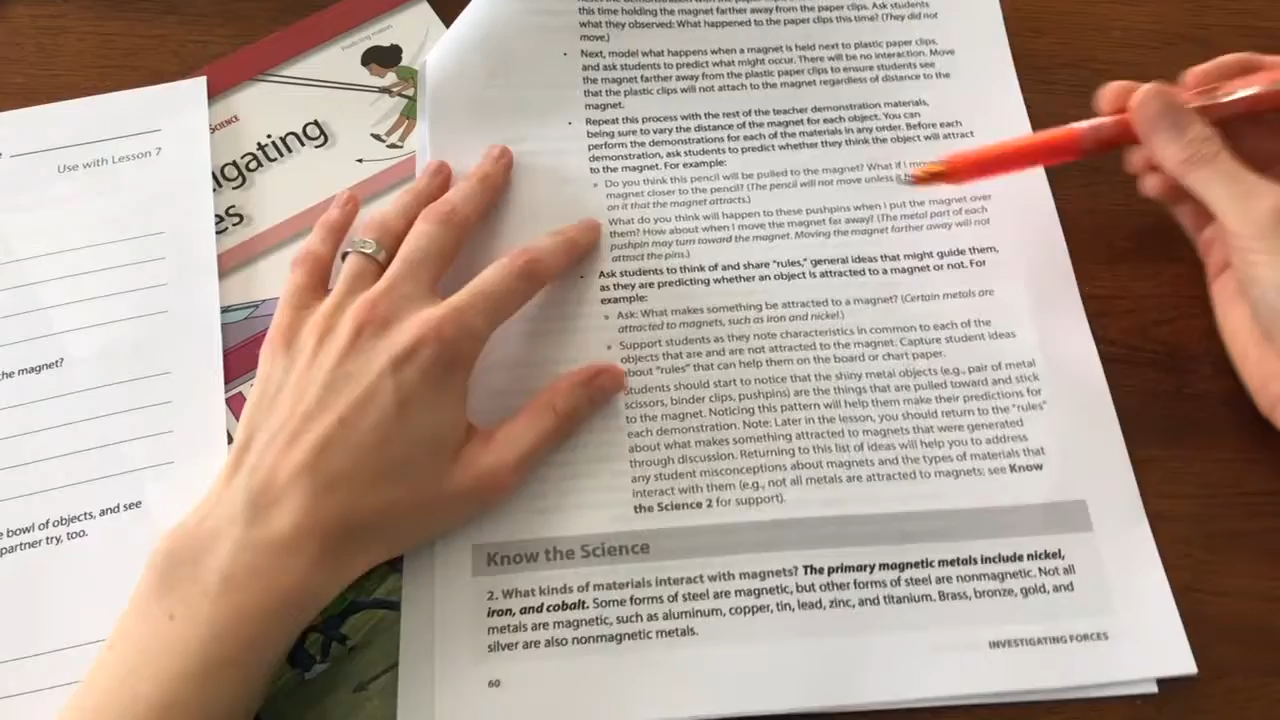 Use with Lesson 7
he magnet?
e bowl of objects, and see
partner try, too.
Predicting motion
SCIENCE
igating
es
this time holding the magnet farther away from the paper clips. Ask students
what they observed: What happened to the paper clips this time? (They did not
move.)
• Next, model what happens when a magnet is held next to plastic paper clips,
and ask students to predict what might occur. There will be no interaction. Move
the magnet farther away from the plastic paper clips to ensure students see
that the plastic clips will not attach to the magnet regardless of distance to the
magnet.
• Repeat this process with the rest of the teacher demonstration materials,
being sure to vary the distance of the magnet for each object. You can
perform the demonstrations for each of the materials in any order. Before each
demonstration, ask students to predict whether they think the object will attract
to the magnet. For example:
» Do you think this pencil will be pulled to the magnet? What if I
magnet closer to the pencil? (The pencil will not move unless
on it that the magnet attracts.)
What do you think will happen to these pushpins when I put the magnet over
them? How about when I move the magnet far away? (The metal part of each
pushpin may turn toward the magnet. Moving the magnet farther away will not
attract the pins.)
• Ask students to think of and share “rules,” general ideas that might guide them,
as they are predicting whether an object is attracted to a magnet or not. For
example:
» Ask: What makes something be attracted to a magnet? (Certain metals are
attracted to magnets, such as iron and nickel.)
» Support students as they note characteristics in common to each of the
objects that are and are not attracted to the magnet. Capture student ideas
about “rules” that can help them on the board or chart paper.
Students should start to notice that the shiny metal objects (e.g., pair of metal
scissors, binder clips, pushpins) are the things that are pulled toward and stick
to the magnet. Noticing this pattern will help them make their predictions for
each demonstration. Note: Later in the lesson, you should return to the “rules”
about what makes something attracted to magnets that were generated
through discussion. Returning to this list of ideas will help you to address
any student misconceptions about magnets and the types of materials that
interact with them (e.g., not all metals are attracted to magnets; see Know
the Science 2 for support).
Know the Science
2. What kinds of materials interact with magnets? The primary magnetic metals include nickel,
iron, and cobalt. Some forms of steel are magnetic, but other forms of steel are nonmagnetic. Not all
metals are magnetic, such as aluminum, copper, tin, lead, zinc, and titanium. Brass, bronze, gold, and
silver are also nonmagnetic metals.
60
INVESTIGATING FORCES